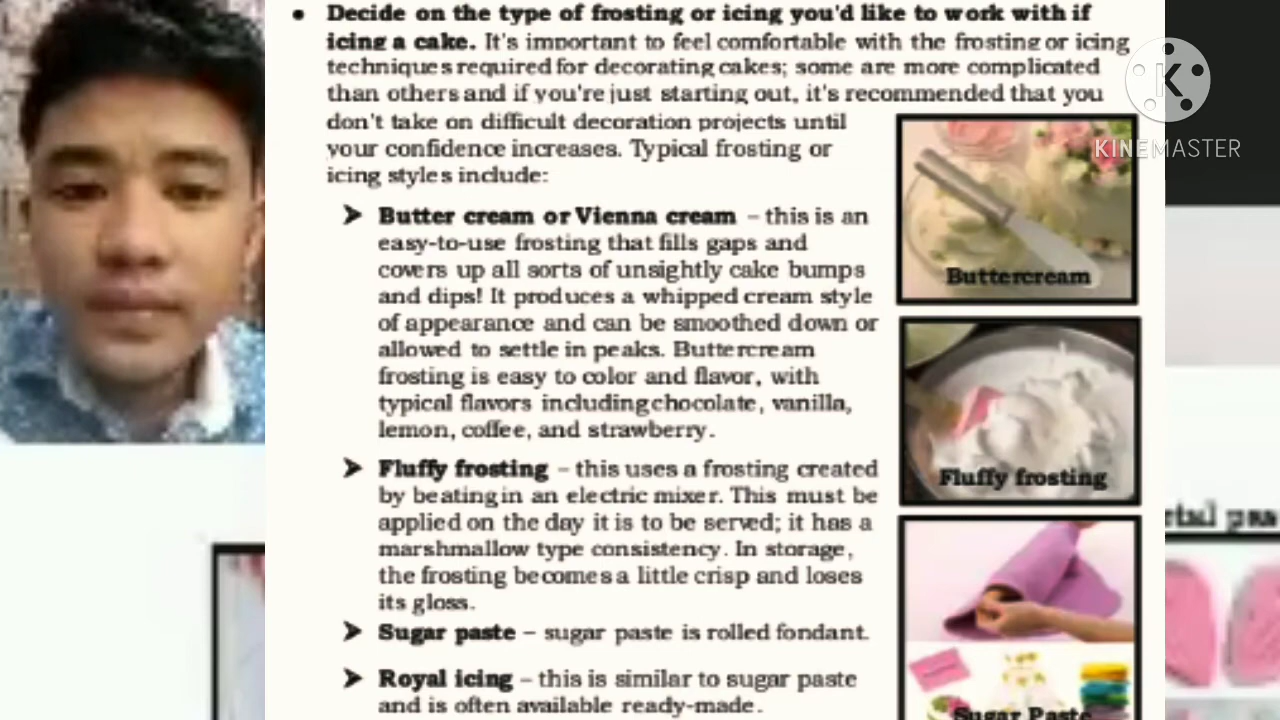 • Decide on the type of frosting or icing you'd like to work with if
icing a cake. It's important to feel comfortable with the frosting or icing
techniques required for decorating cakes; some are more complicated
than others and if you're just starting out, it's recommended that you
don't take on difficult decoration projects until
your confidence increases. Typical frosting or
icing styles include:
➤ Butter cream or Vienna cream – this is an
easy-to-use frosting that fills gaps and
covers up all sorts of unsightly cake bumps
and dips! It produces a whipped cream style
of appearance and can be smoothed down or
allowed to settle in peaks. Buttercream
frosting is easy to color and flavor, with
typical flavors including chocolate, vanilla,
lemon, coffee, and strawberry.
➤ Fluffy frosting – this uses a frosting created
by beating in an electric mixer. This must be
applied on the day it is to be served; it has a
marshmallow type consistency. In storage,
the frosting becomes a little crisp and loses
its gloss.
➤ Sugar paste – sugar paste is rolled fondant.
➤ Royal icing – this is similar to sugar paste
and is often available ready-made.
Buttercream
Fluffy frosting
Sugar Paste
K
KINEMASTER